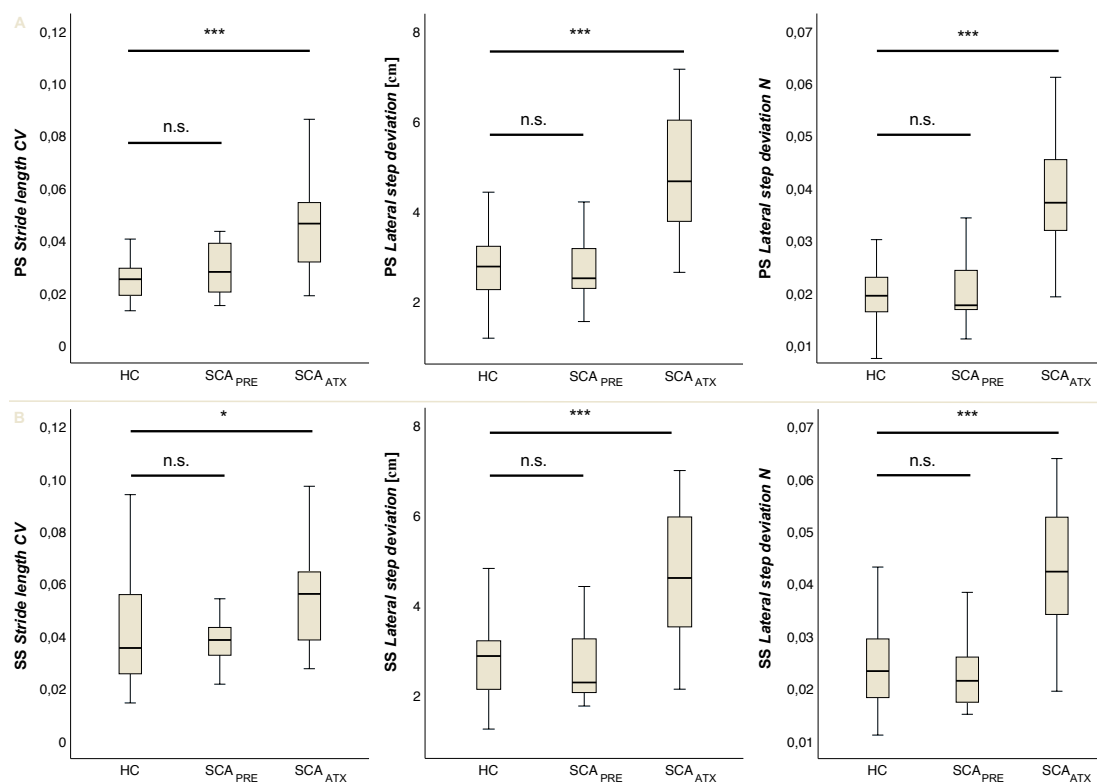 A
PS Stride length CV
0,12
0,10
0,08
0,06
0,04
0,02
0
***
n.s.
HC
SCA PRE
SCA ATX
PS Lateral step deviation [cm]
8
6
4
2
***
n.s.
HC
SCA PRE
SCA ATX
PS Lateral step deviation N
0,07
0,06
0,05
0,04
0,03
0,02
0,01
***
n.s.
HC
SCA PRE
SCA ATX
B
SS Stride length CV
0,12
0,10
0,08
0,06
0,04
0,02
0
*
n.s.
HC
SCA PRE
SCA ATX
SS Lateral step deviation [cm]
8
6
4
2
***
n.s.
HC
SCA PRE
SCA ATX
SS Lateral step deviation N
0,07
0,06
0,05
0,04
0,03
0,02
0,01
***
n.s.
HC
SCA PRE
SCA ATX